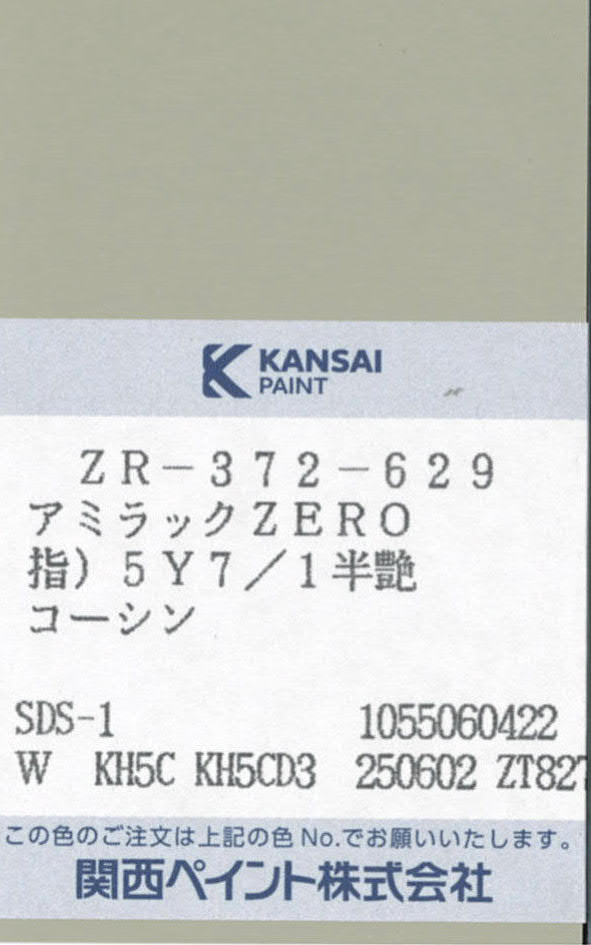 KANSAI
PAINT
ZR-372-629
アミラックZERO
指) 5Y7/1半艶
コーシン
SDS-1 1055060422
W KH5C KH5CD3 250602 ZT827
この色のご注文は上記の色No.でお願いいたします。
関西ペイント株式会社